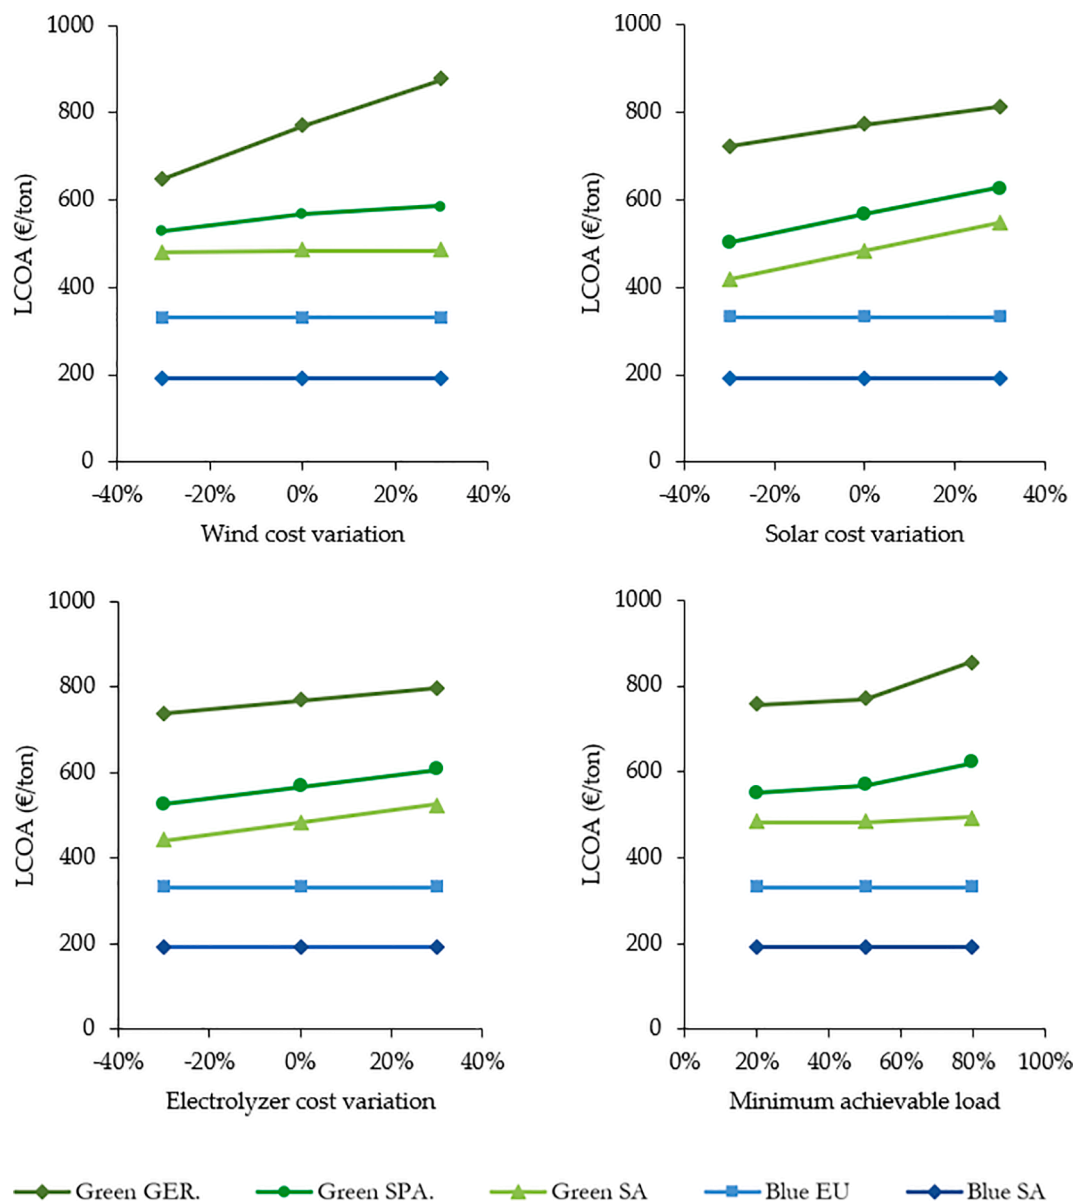 1000
800
600
400
200
0
LCOA (€/ton)
-40% -20% 0% 20% 40%
Wind cost variation
1000
800
600
400
200
0
LCOA (€/ton)
-40% -20% 0% 20% 40%
Solar cost variation
1000
800
600
400
200
0
LCOA (€/ton)
-40% -20% 0% 20% 40%
Electrolyzer cost variation
1000
800
600
400
200
0
LCOA (€/ton)
0% 20% 40% 60% 80% 100%
Minimum achievable load
Green GER. Green SPA. Green SA Blue EU Blue SA